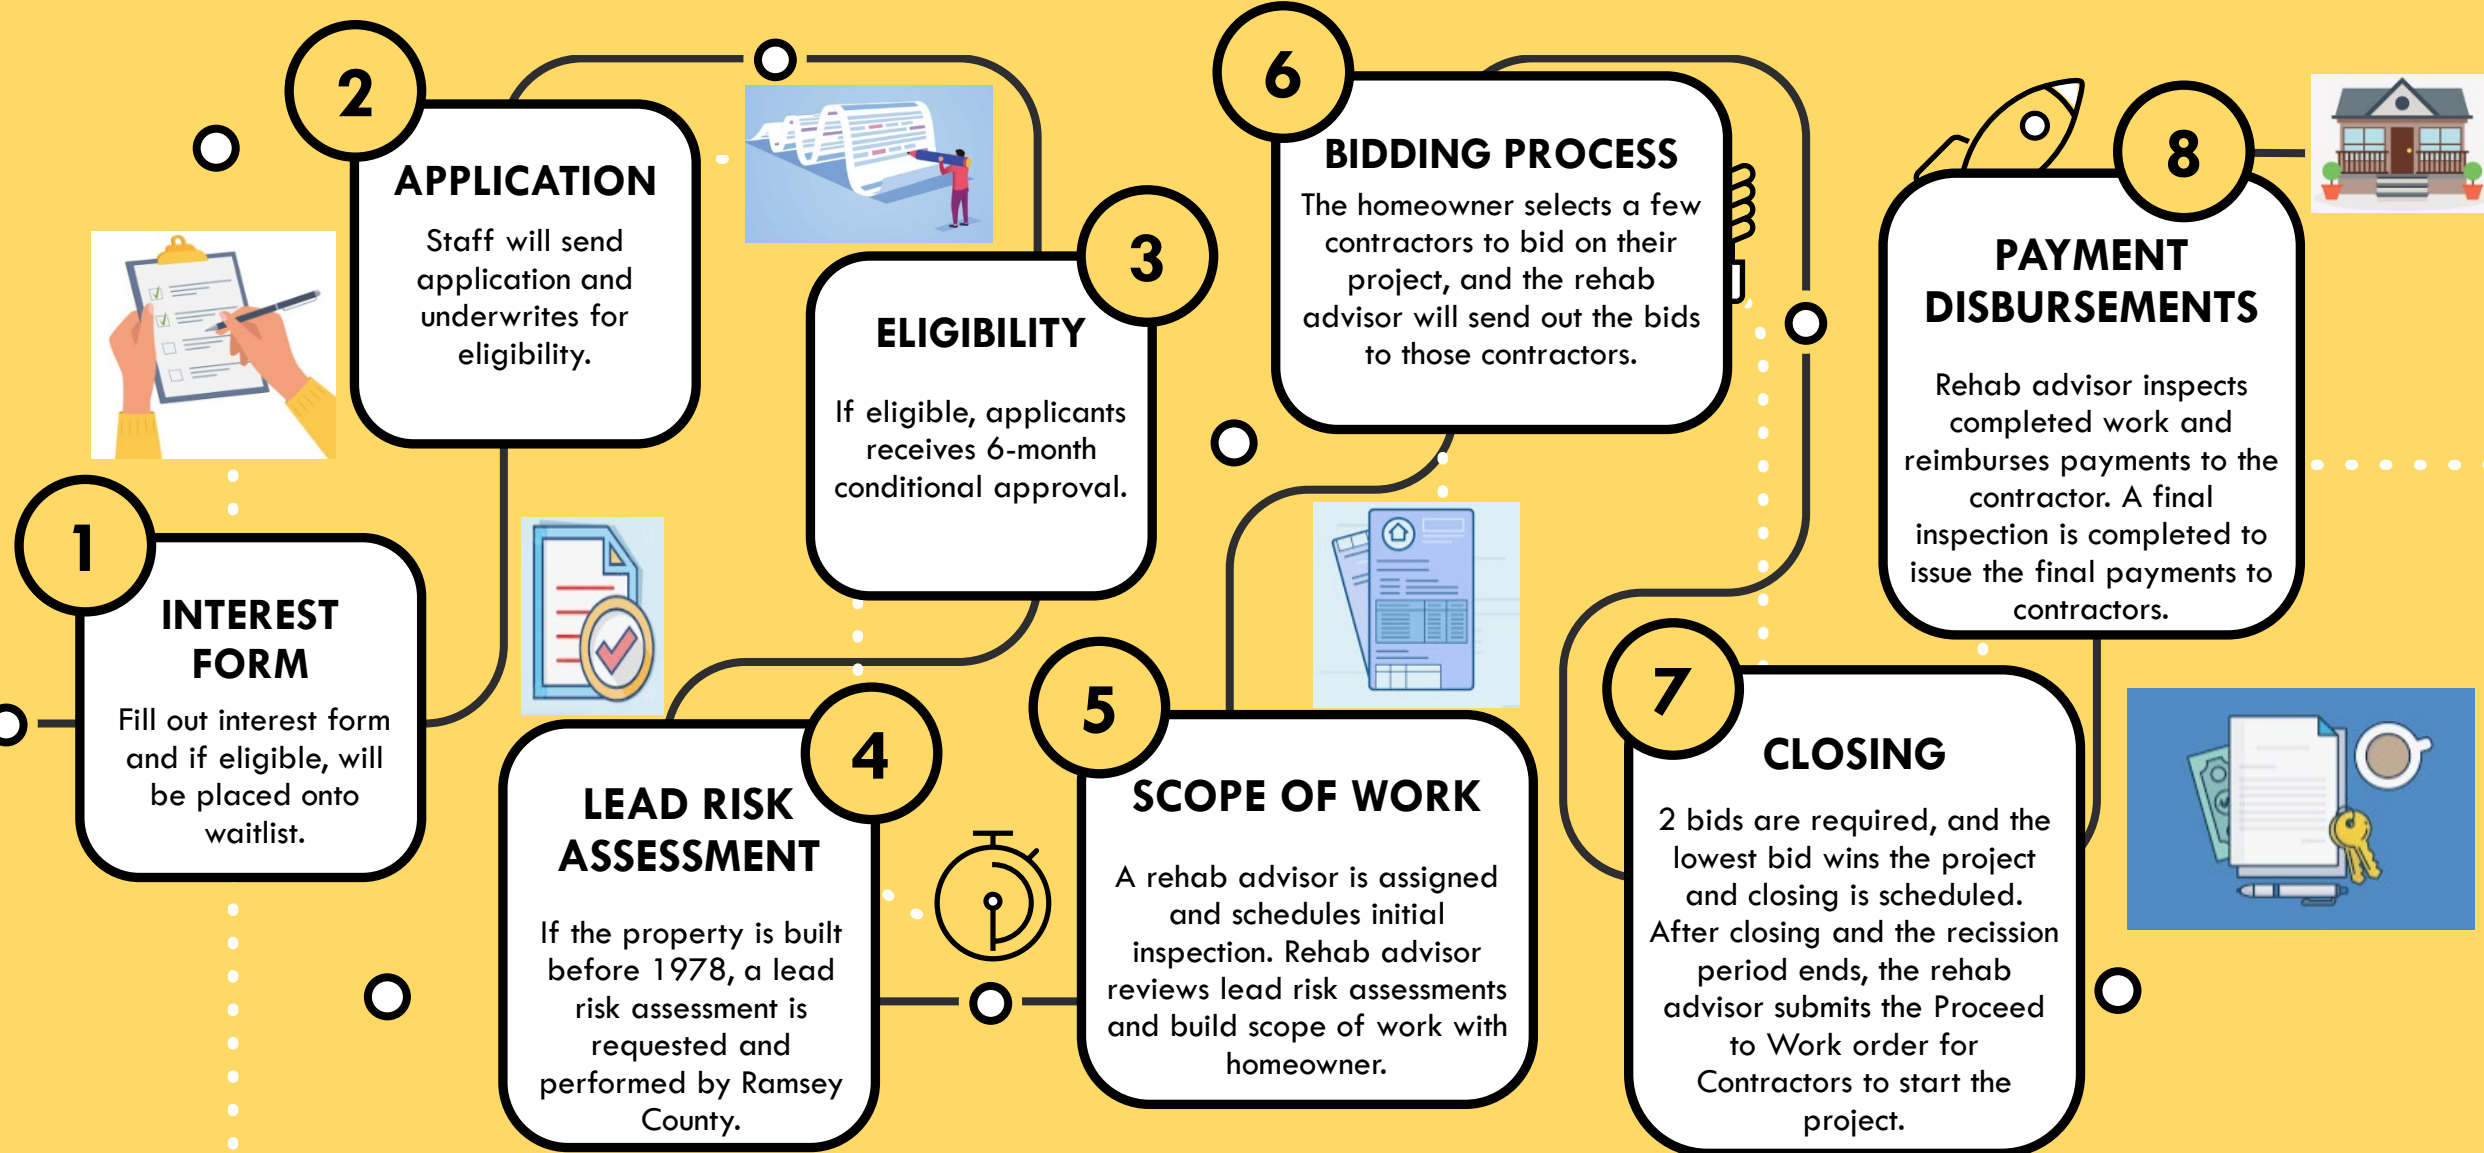 1
INTEREST
FORM
Fill out interest form
and if eligible, will
be placed onto
waitlist.
2
APPLICATION
Staff will send
application and
underwrites for
eligibility.
3
ELIGIBILITY
If eligible, applicants
receives 6-month
conditional approval.
4
LEAD RISK
ASSESSMENT
If the property is built
before 1978, a lead
risk assessment is
requested and
performed by Ramsey
County.
5
SCOPE OF WORK
A rehab advisor is assigned
and schedules initial
inspection. Rehab advisor
reviews lead risk assessments
and build scope of work with
homeowner.
6
BIDDING PROCESS
The homeowner selects a few
contractors to bid on their
project, and the rehab
advisor will send out the bids
to those contractors.
7
CLOSING
2 bids are required, and the
lowest bid wins the project
and closing is scheduled.
After closing and the recission
period ends, the rehab
advisor submits the Proceed
to Work order for
Contractors to start the
project.
8
PAYMENT
DISBURSEMENTS
Rehab advisor inspects
completed work and
reimburses payments to the
contractor. A final
inspection is completed to
issue the final payments to
contractors.